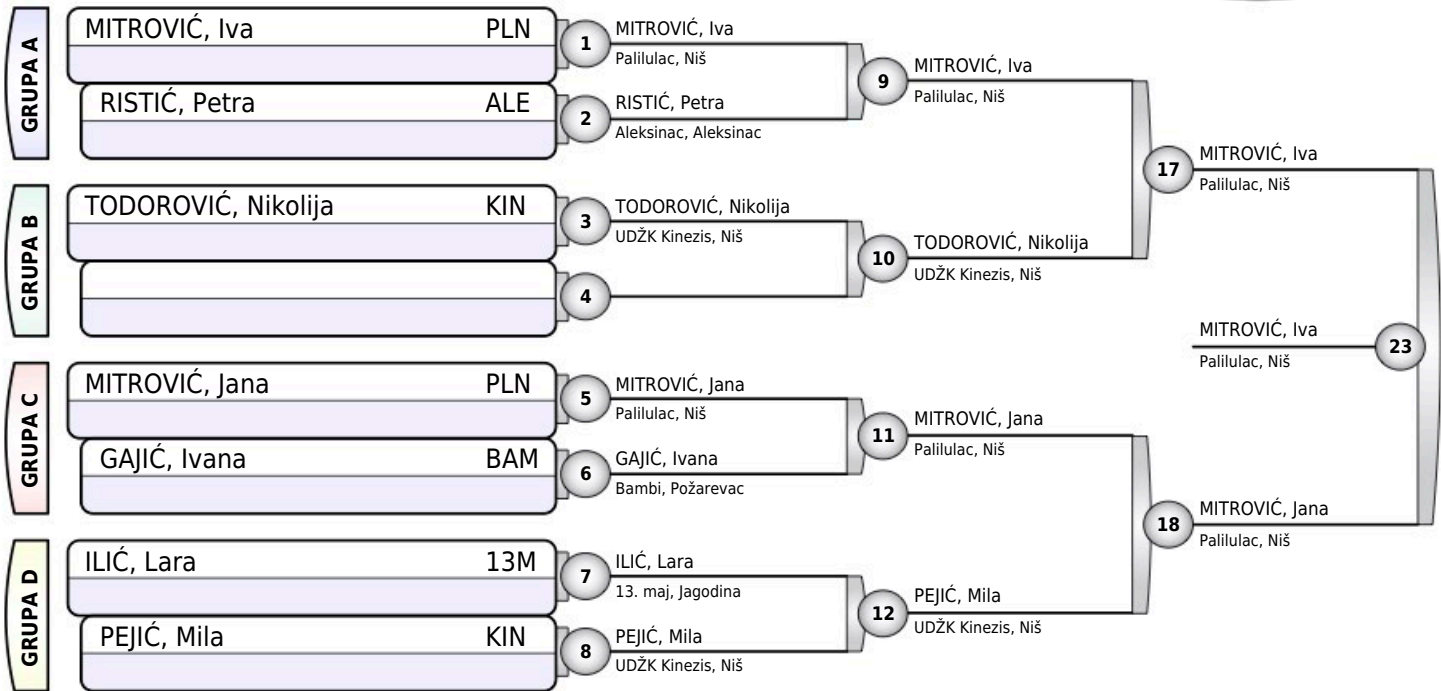 GRUPA A
MITROVIĆ, Iva PLN
RISTIĆ, Petra ALE
GRUPA B
TODOROVIĆ, Nikolija KIN
GRUPA C
MITROVIĆ, Jana PLN
GAJIĆ, Ivana BAM
GRUPA D
ILIĆ, Lara 13M
PEJIĆ, Mila KIN
1
MITROVIĆ, Iva
Palilulac, Niš
2
RISTIĆ, Petra
Aleksinac, Aleksinac
3
TODOROVIĆ, Nikolija
UDŽK Kinezis, Niš
4
5
MITROVIĆ, Jana
Palilulac, Niš
6
GAJIĆ, Ivana
Bambi, Požarevac
7
ILIĆ, Lara
13. maj, Jagodina
8
PEJIĆ, Mila
UDŽK Kinezis, Niš
9
MITROVIĆ, Iva
Palilulac, Niš
10
TODOROVIĆ, Nikolija
UDŽK Kinezis, Niš
11
MITROVIĆ, Jana
Palilulac, Niš
12
PEJIĆ, Mila
UDŽK Kinezis, Niš
17
MITROVIĆ, Iva
Palilulac, Niš
18
MITROVIĆ, Jana
Palilulac, Niš
MITROVIĆ, Iva
Palilulac, Niš
23